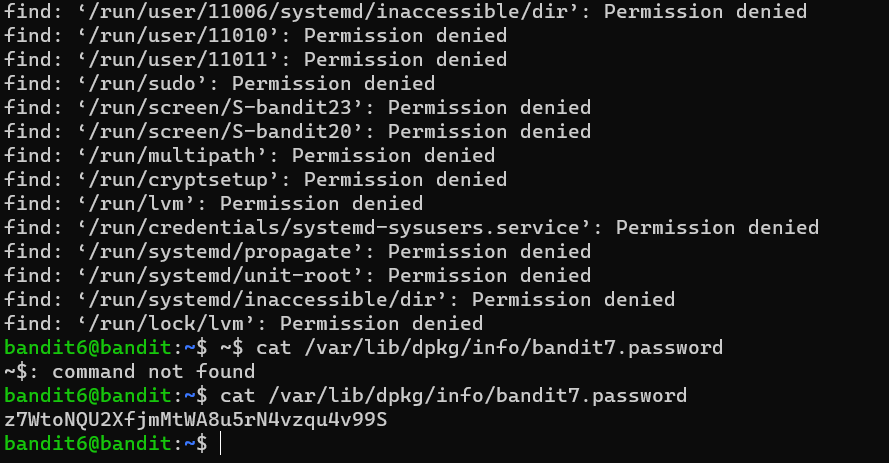 find: ‘/run/user/11006/systemd/inaccessible/dir’: Permission denied
find: ‘/run/user/11010’: Permission denied
find: ‘/run/user/11011’: Permission denied
find: ‘/run/sudo’: Permission denied
find: ‘/run/screen/S-bandit23’: Permission denied
find: ‘/run/screen/S-bandit20’: Permission denied
find: ‘/run/multipath’: Permission denied
find: ‘/run/cryptsetup’: Permission denied
find: ‘/run/lvm’: Permission denied
find: ‘/run/credentials/systemd-sysusers.service’: Permission denied
find: ‘/run/systemd/propagate’: Permission denied
find: ‘/run/systemd/unit-root’: Permission denied
find: ‘/run/systemd/inaccessible/dir’: Permission denied
find: ‘/run/lock/lvm’: Permission denied
bandit6@bandit:~$ ~$ cat /var/lib/dpkg/info/bandit7.password
~$: command not found
bandit6@bandit:~$ cat /var/lib/dpkg/info/bandit7.password
z7WtoNQU2XfjmMtWA8u5rN4vzqu4v99S
bandit6@bandit:~$